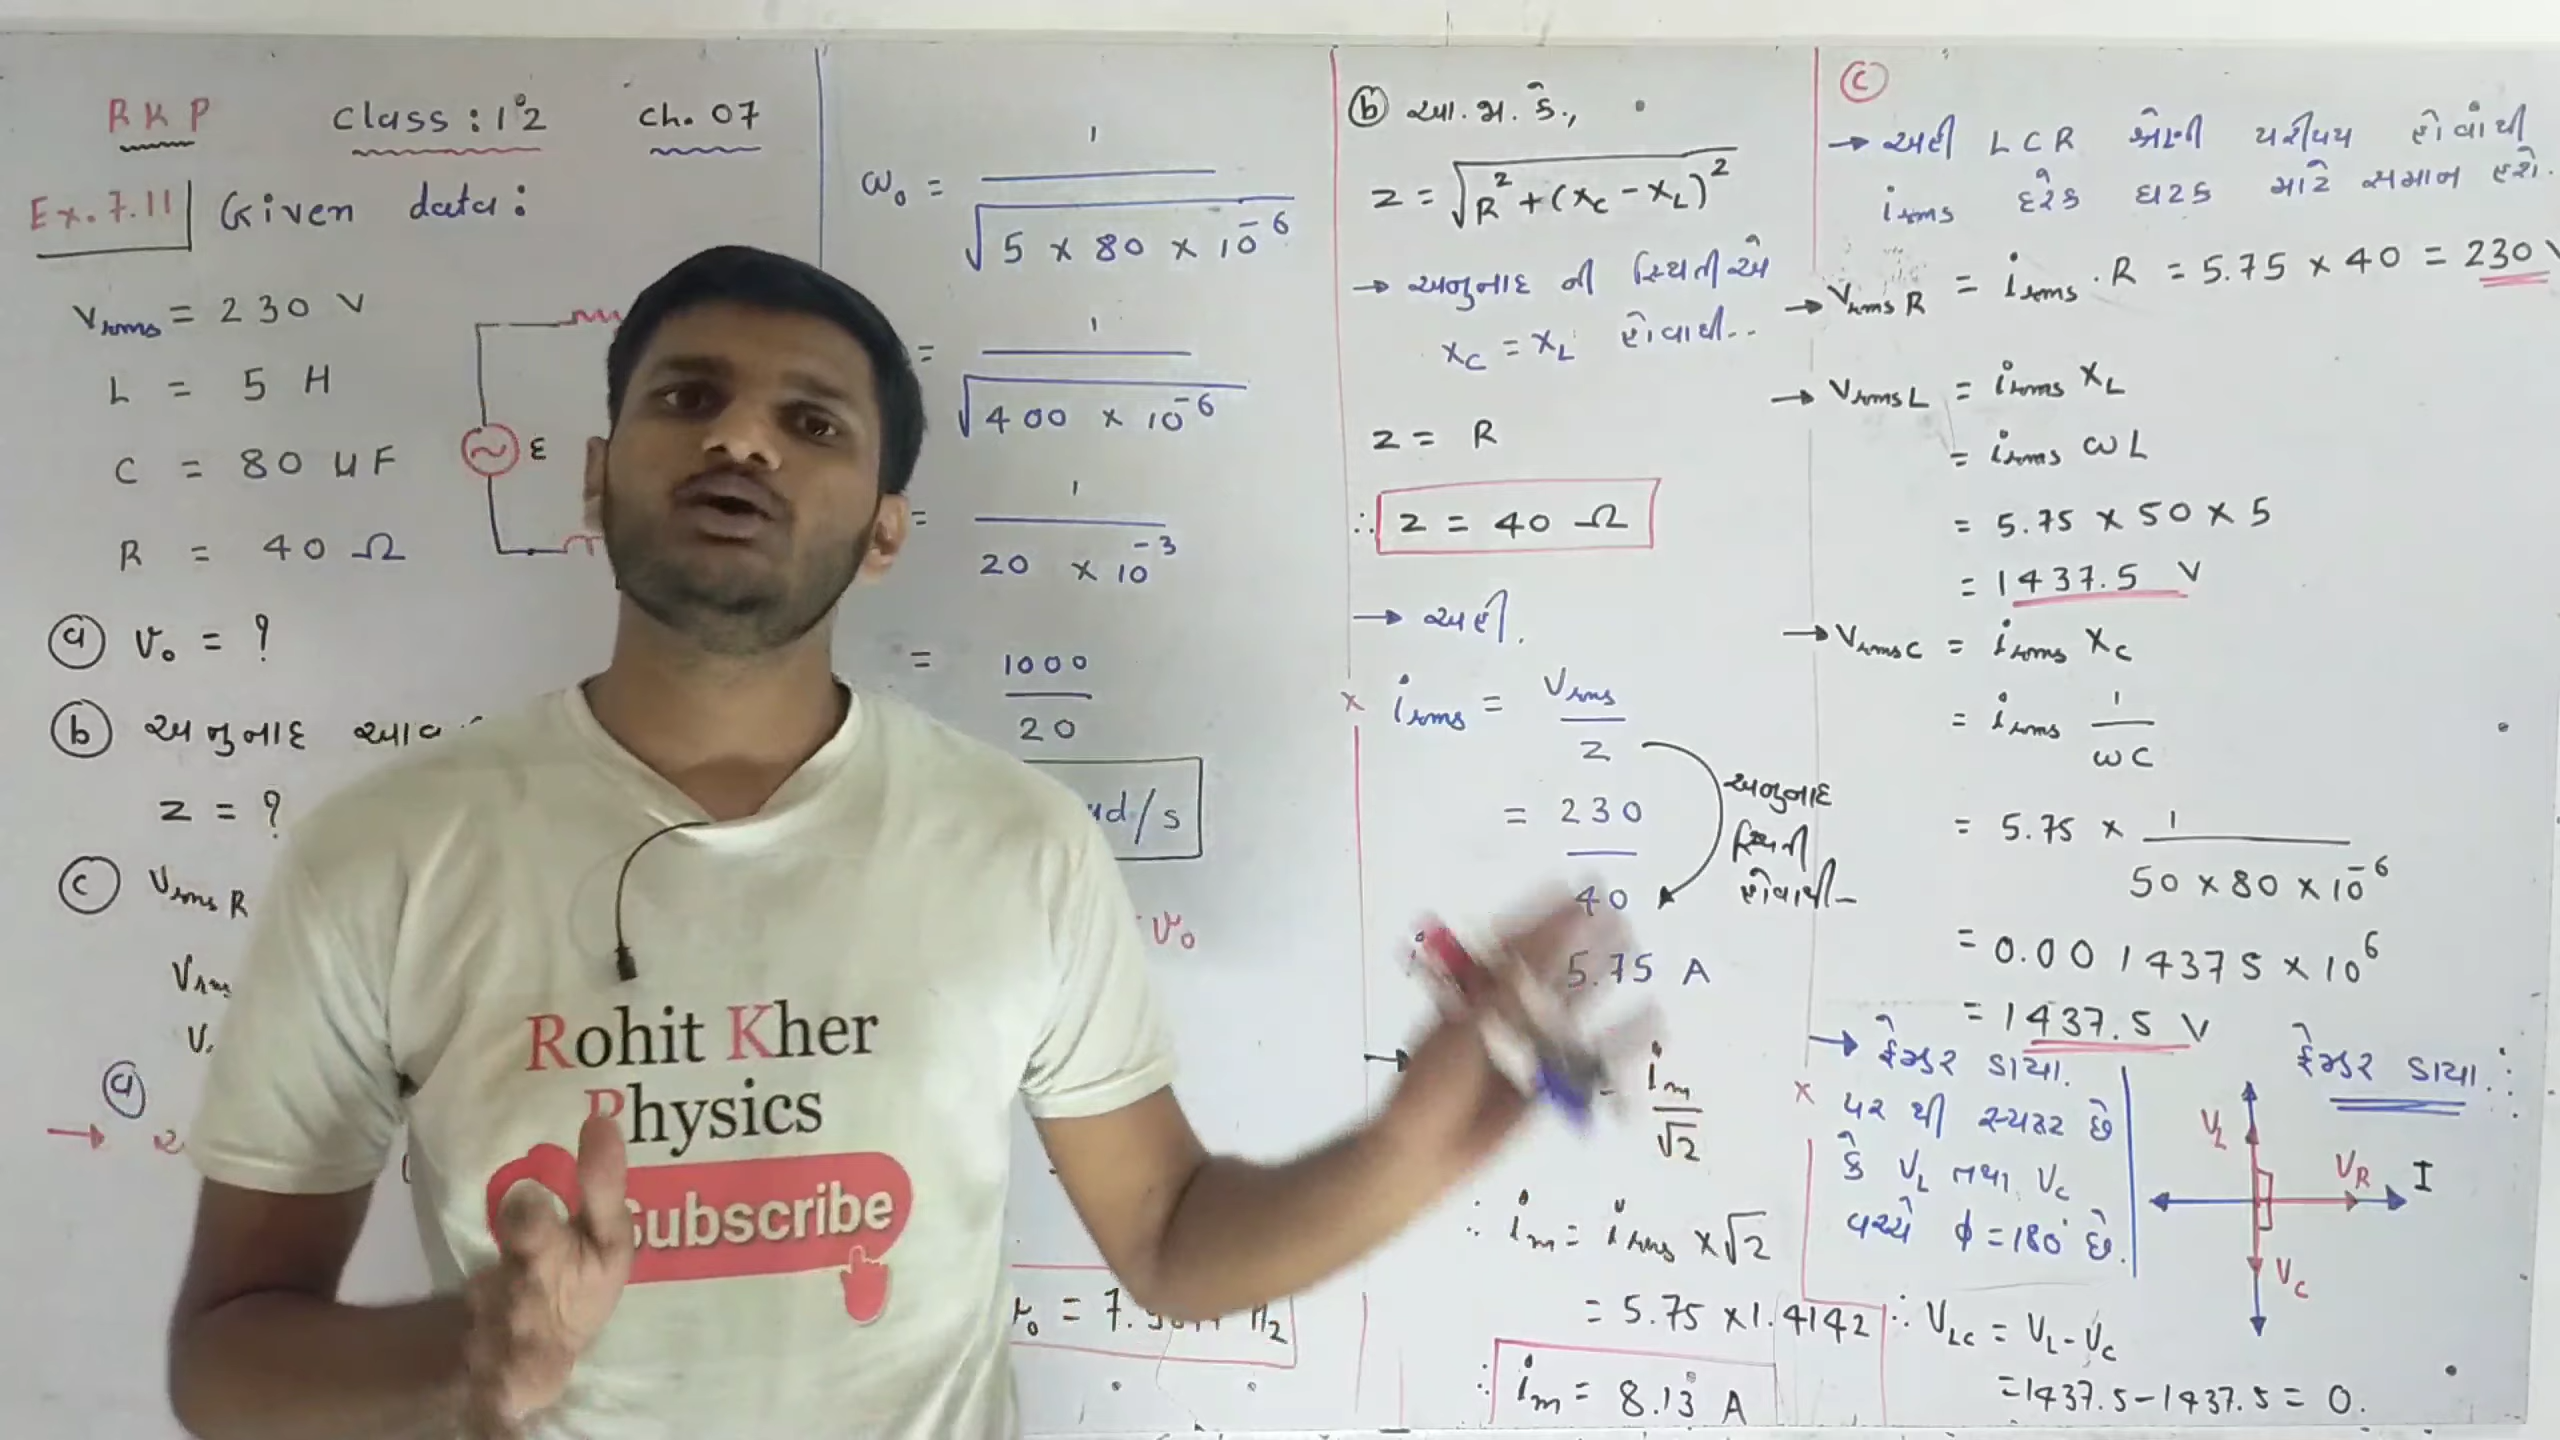 RKP Class : 12 Ch. 07
Ex. 7.11 Given data :
Vrms = 230 V
L = 5 H
C = 80 μF
R = 40 Ω
ε
(a) ν₀ = ?
(b) અનુનાદ
Z = ?
(c) Vrms R
(a)
→
ω₀ = 1 / √(5 × 80 × 10⁻⁶)
= 1 / √(400 × 10⁻⁶)
= 1 / (20 × 10⁻³)
= 1000 / 20
rad/s
ν₀
(b) આ. જ. કે.,
Z = √(R² + (Xc - XL)²)
→ અનુનાદ ની સ્થિતીએ
Xc = XL હોવાથી..
Z = R
∴ Z = 40 Ω
→ અહીં.
irms = Vrms / Z
અનુનાદ સ્થિતી હોવાથી–
= 230 / 40
5.75 A
im / √2
∴ im = irms × √2
= 5.75 × 1.4142
∴ im = 8.13 A
(c)
→ અહીં LCR શ્રેણી પરીપથ હોવાથી
irms દરેક ઘટક માટે સમાન હશે.
→ Vrms R = irms · R = 5.75 × 40 = 230 V
→ Vrms L = irms XL
= irms ωL
= 5.75 × 50 × 5
= 1437.5 V
→ Vrms C = irms Xc
= irms 1 / ωC
= 5.75 × 1 / (50 × 80 × 10⁻⁶)
= 0.0014375 × 10⁶
= 1437.5 V
→ ફેઝર ડાયા.
પર થી સ્પષ્ટ છે
કે VL તથા Vc
વચ્ચે ϕ = 180° છે.
ફેઝર ડાયા.
VL
VR I
VC
∴ VLC = VL - VC
= 1437.5 - 1437.5 = 0.
Rohit Kher
Physics
Subscribe